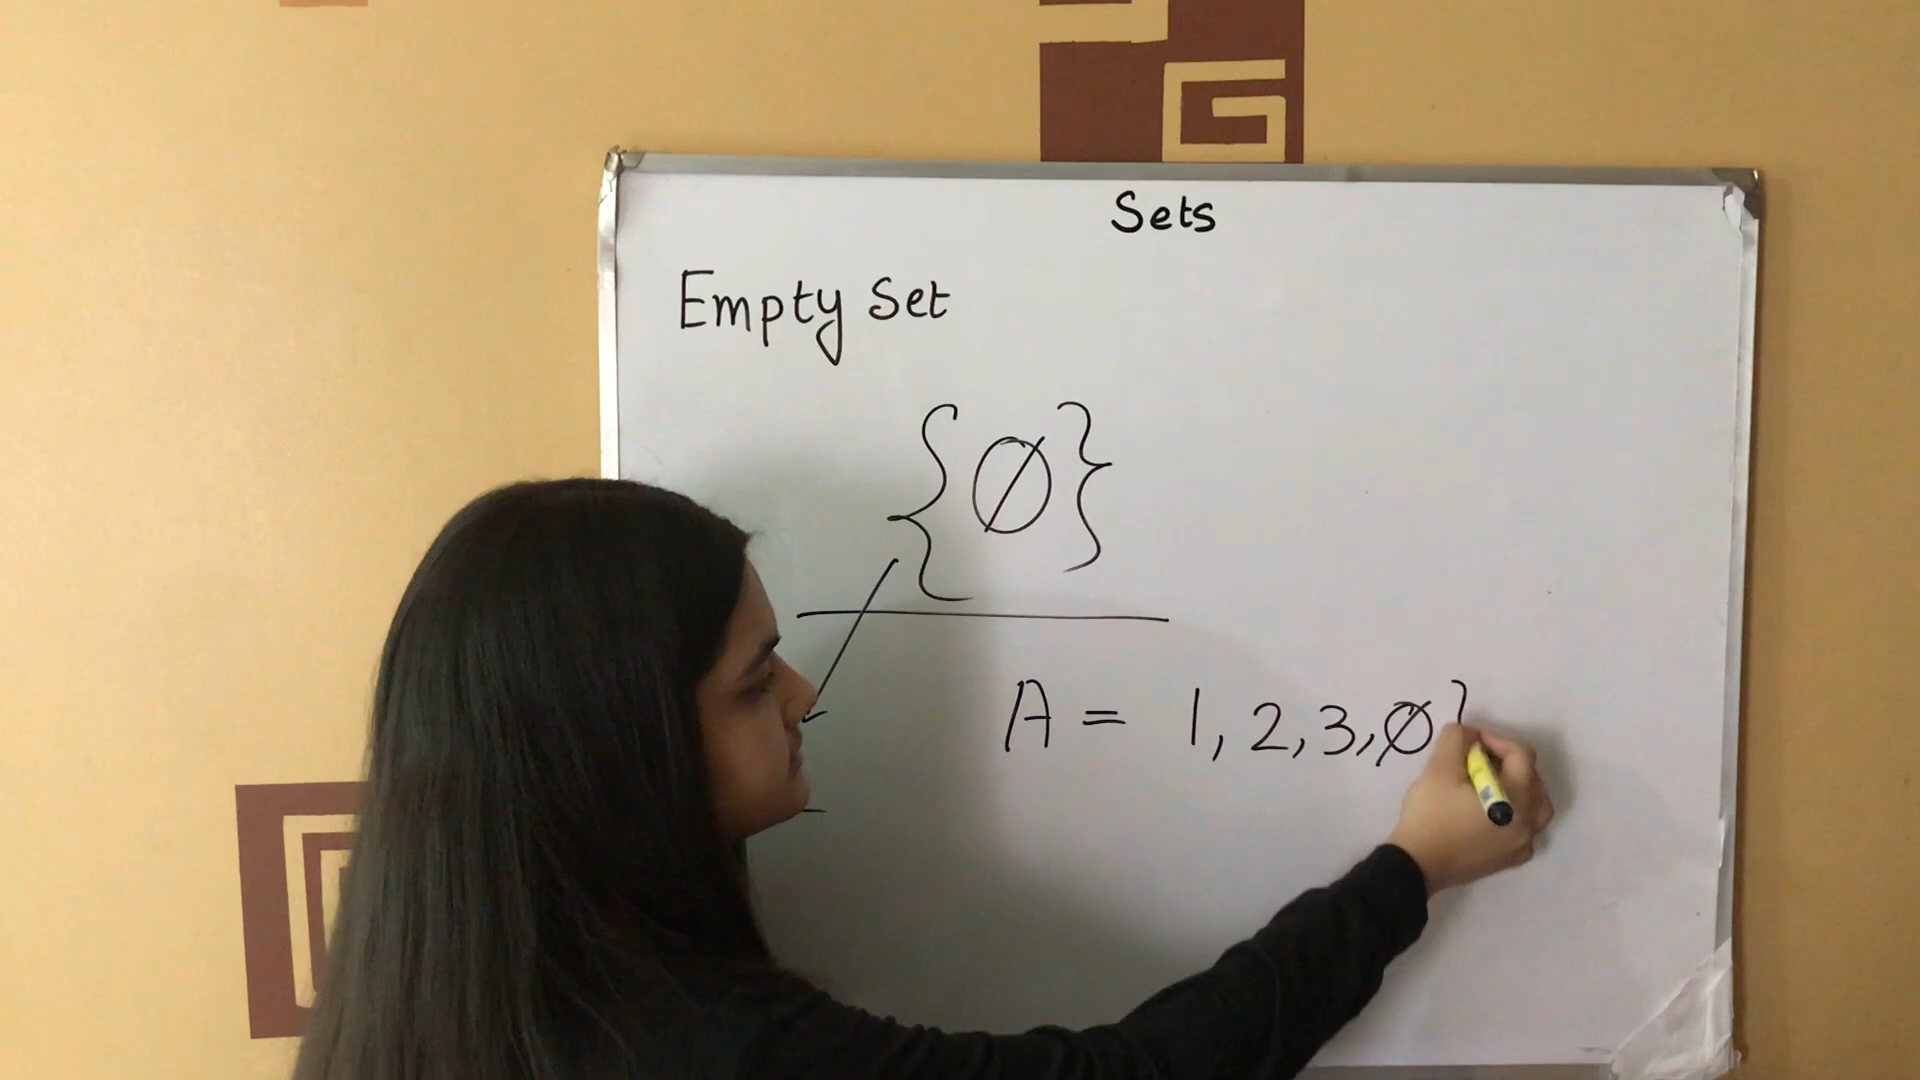 Sets
Empty Set
{∅}
A = 1, 2, 3, ∅}